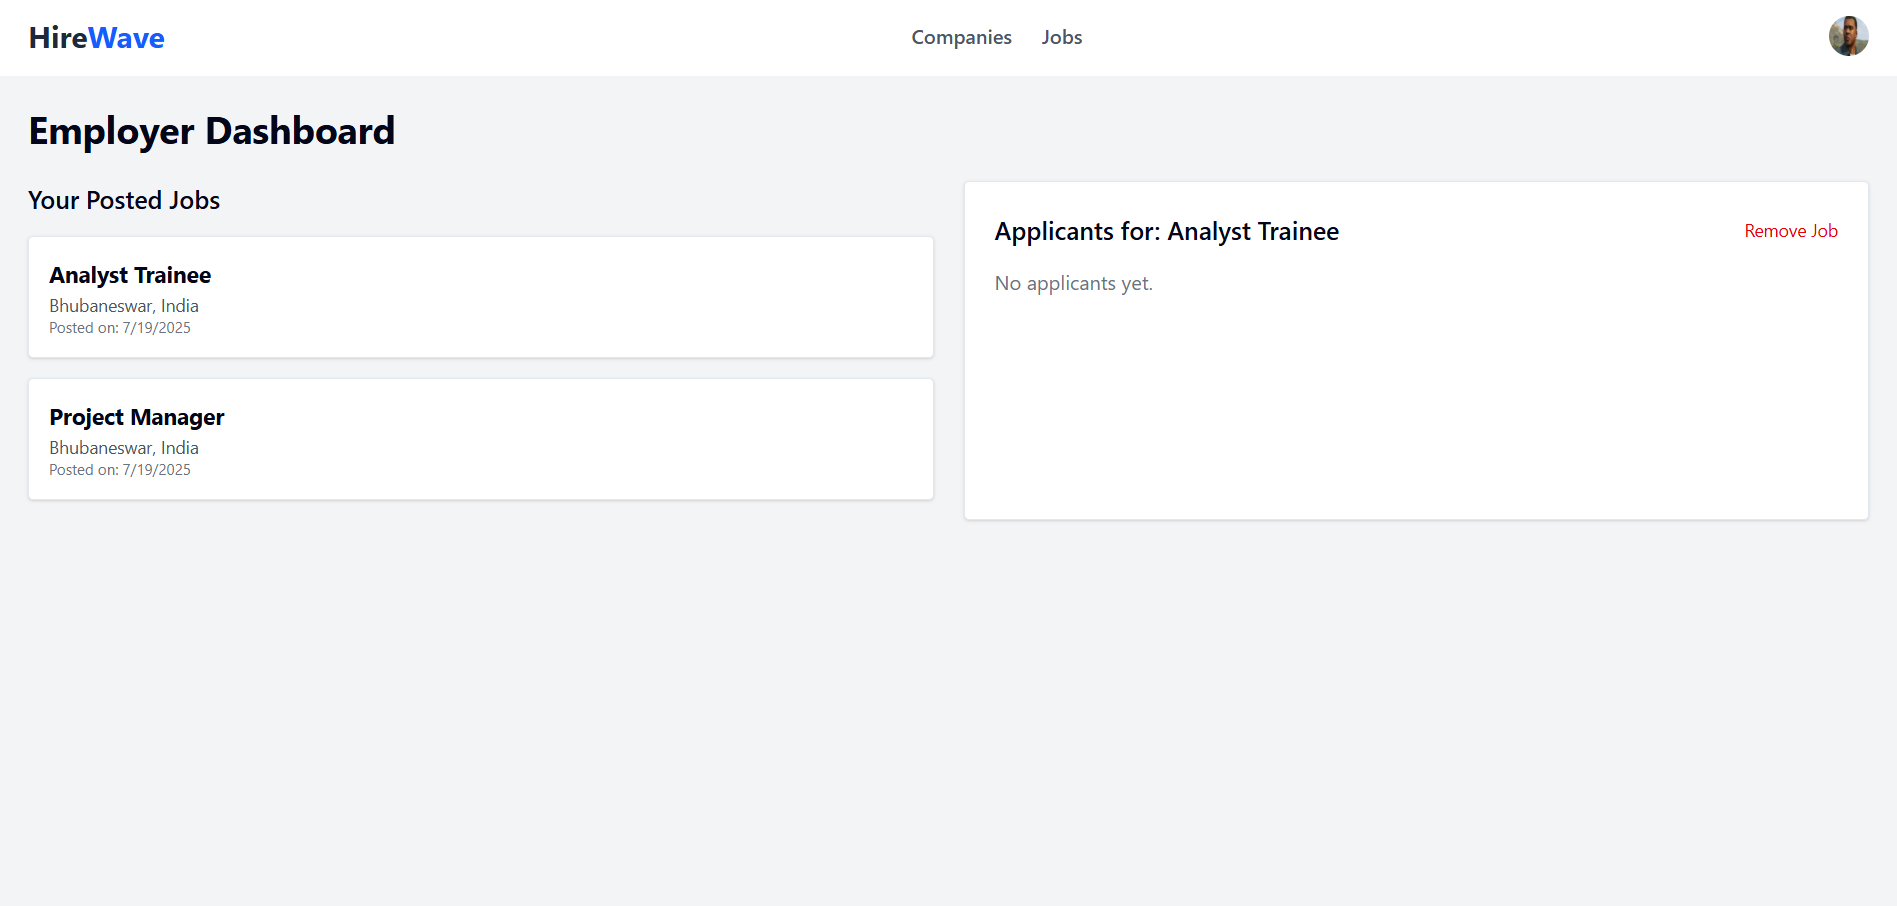 HireWave
Companies Jobs
Employer Dashboard
Your Posted Jobs
Analyst Trainee
Bhubaneswar, India
Posted on: 7/19/2025
Project Manager
Bhubaneswar, India
Posted on: 7/19/2025
Applicants for: Analyst Trainee
Remove Job
No applicants yet.